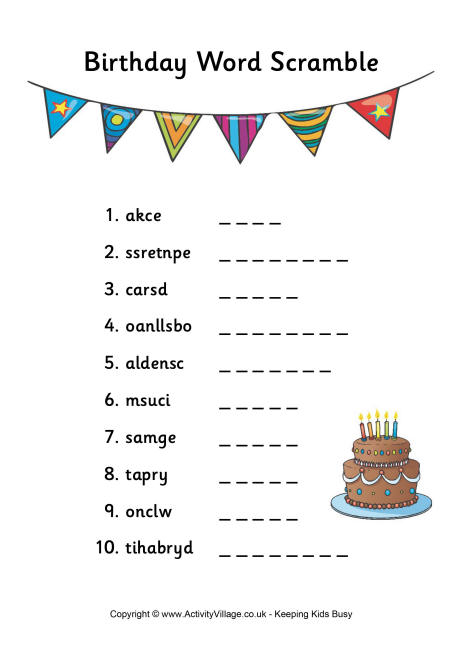 Birthday Word Scramble
1. akce _ _ _ _
2. ssretnpe _ _ _ _ _ _ _ _
3. carsd _ _ _ _ _
4. oanllsbo _ _ _ _ _ _ _ _
5. aldensc _ _ _ _ _ _ _
6. msuci _ _ _ _ _
7. samge _ _ _ _ _
8. tapry _ _ _ _ _
9. onclw _ _ _ _ _
10. tihabryd _ _ _ _ _ _ _ _
Copyright © www.ActivityVillage.co.uk - Keeping Kids Busy